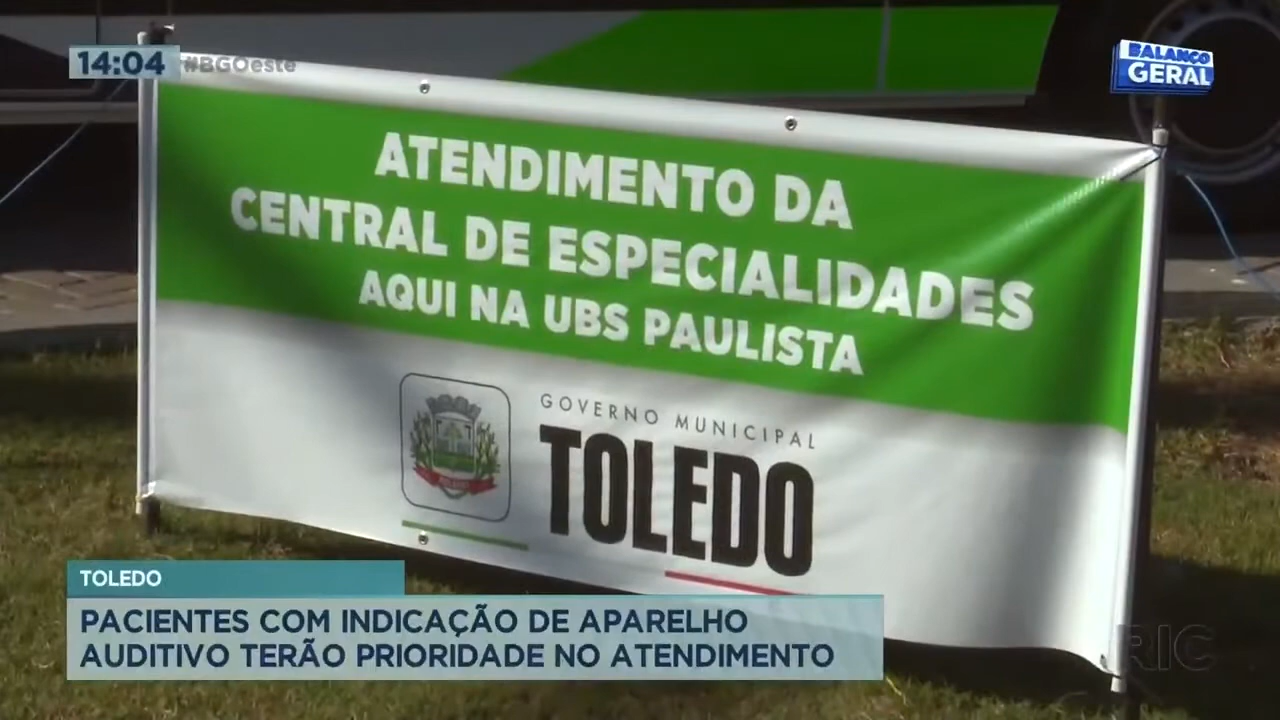 14:04 #BGOeste
BALANÇO
GERAL
ATENDIMENTO DA
CENTRAL DE ESPECIALIDADES
AQUI NA UBS PAULISTA
GOVERNO MUNICIPAL
TOLEDO
TOLEDO
PACIENTES COM INDICAÇÃO DE APARELHO
AUDITIVO TERÃO PRIORIDADE NO ATENDIMENTO
RIC